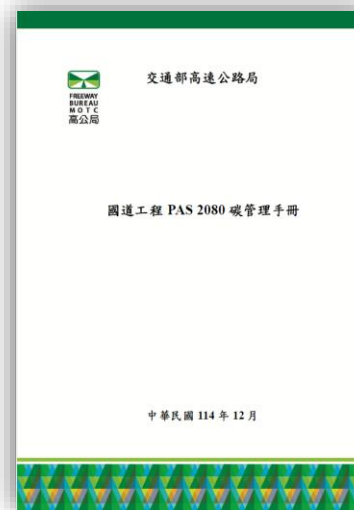 交通部高速公路局
FREEWAY
BUREAU
MOTC
高公局
國道工程 PAS 2080 碳管理手冊
中華民國 114 年 12 月